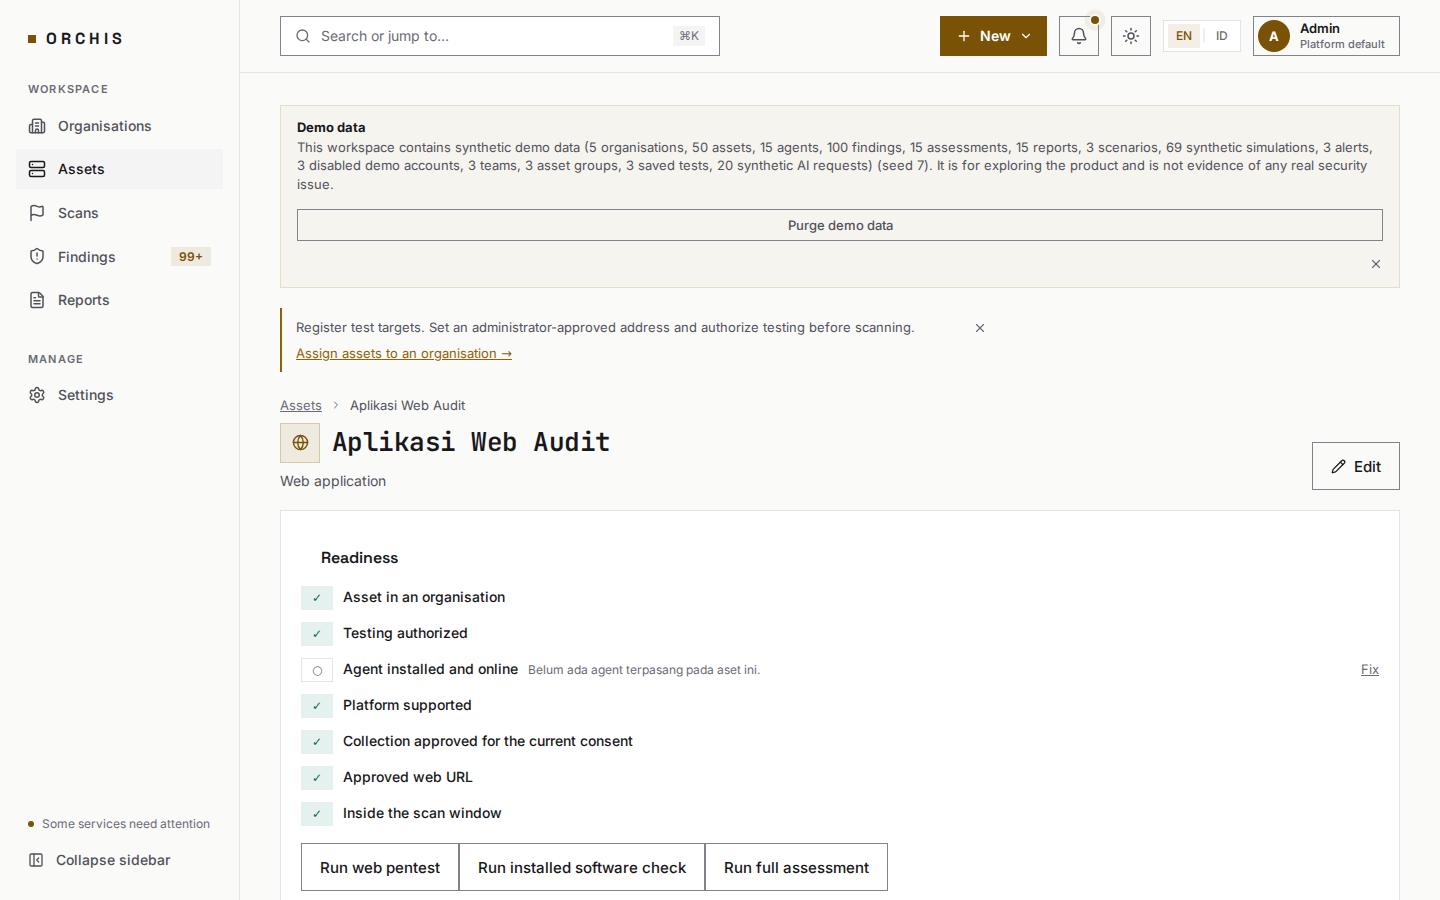 ORCHIS
Search or jump to...
⌘K
New
EN
ID
A
Admin
Platform default
WORKSPACE
Organisations
Assets
Scans
Findings
99+
Reports
MANAGE
Settings
Some services need attention
Collapse sidebar
Demo data
This workspace contains synthetic demo data (5 organisations, 50 assets, 15 agents, 100 findings, 15 assessments, 15 reports, 3 scenarios, 69 synthetic simulations, 3 alerts,
3 disabled demo accounts, 3 teams, 3 asset groups, 3 saved tests, 20 synthetic AI requests) (seed 7). It is for exploring the product and is not evidence of any real security
issue.
Purge demo data
Register test targets. Set an administrator-approved address and authorize testing before scanning.
Assign assets to an organisation →
Assets
Aplikasi Web Audit
Aplikasi Web Audit
Web application
Edit
Readiness
✓ Asset in an organisation
✓ Testing authorized
Agent installed and online Belum ada agent terpasang pada aset ini.
Fix
✓ Platform supported
✓ Collection approved for the current consent
✓ Approved web URL
✓ Inside the scan window
Run web pentest
Run installed software check
Run full assessment